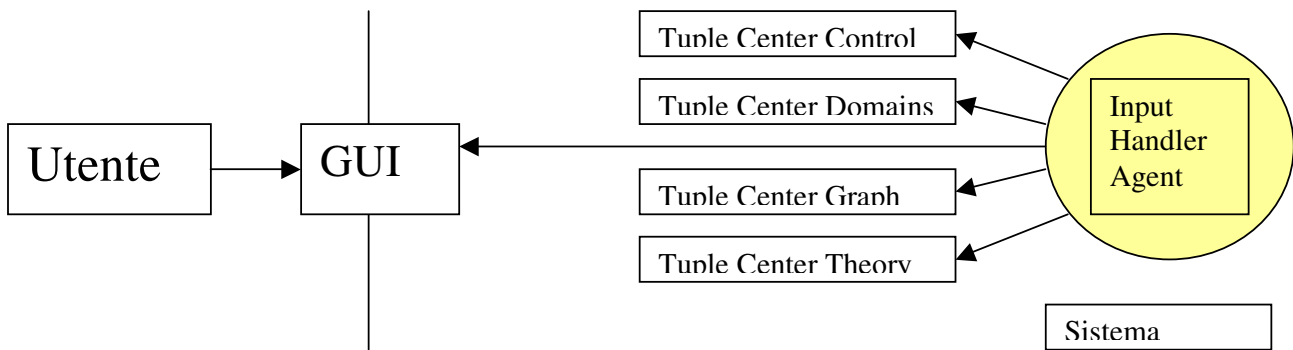 Utente
GUI
Tuple Center Control
Tuple Center Domains
Tuple Center Graph
Tuple Center Theory
Input
Handler
Agent
Sistema